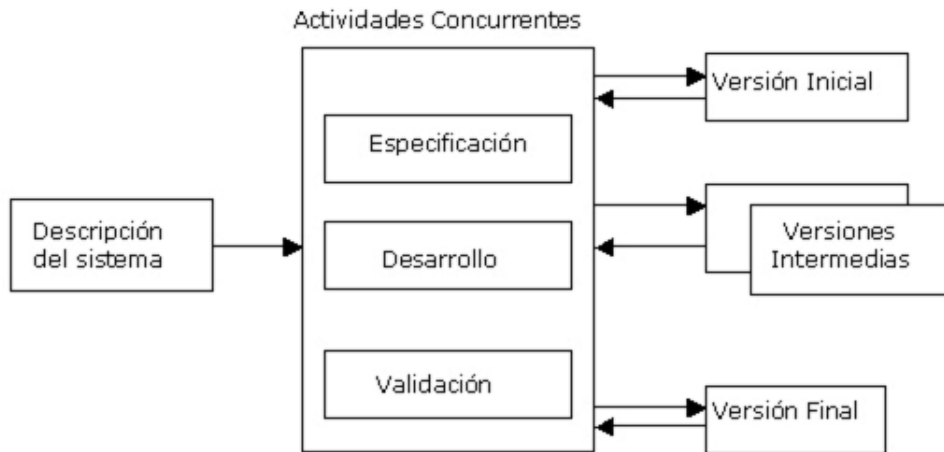 Actividades Concurrentes
Descripción
del sistema
Especificación
Desarrollo
Validación
Versión Inicial
Versiones
Intermedias
Versión Final